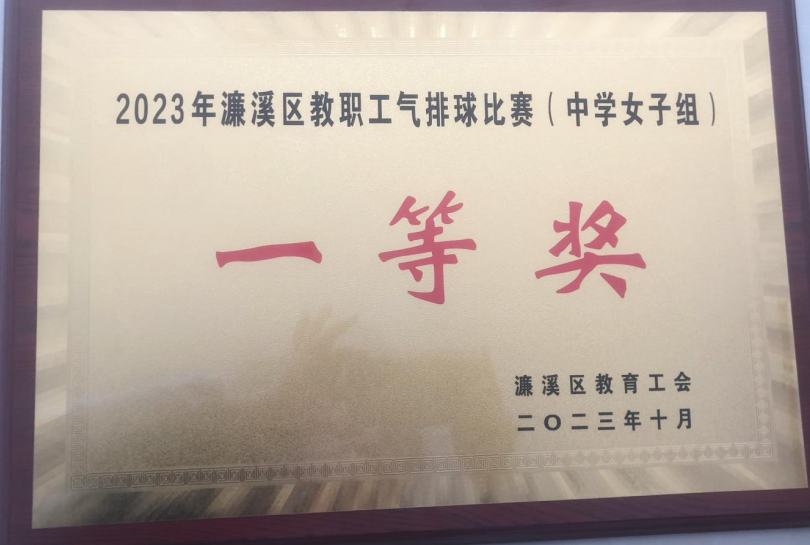 2023年濂溪区教职工气排球比赛（中学女子组）
一等奖
濂溪区教育工会
二〇二三年十月